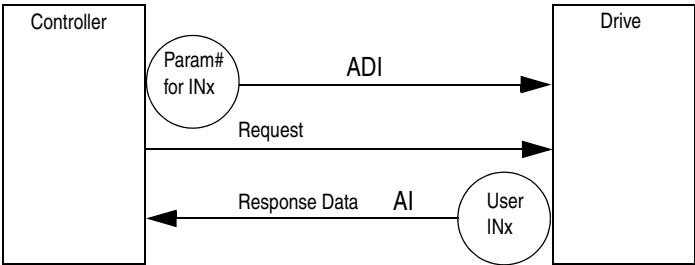 Controller
Drive
Param#
for INx
ADI
Request
Response Data AI
User
INx